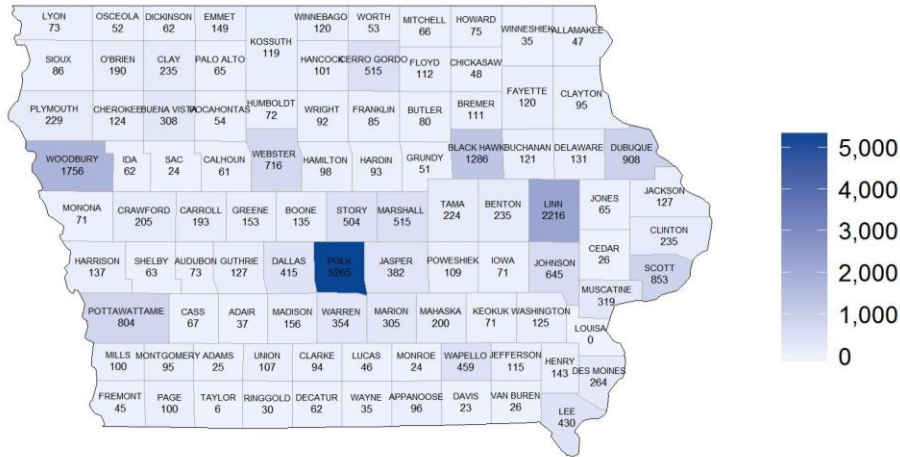 LYON
73
OSCEOLA
52
DICKINSON
62
EMMET
149
WINNEBAGO
120
WORTH
53
MITCHELL
66
HOWARD
75
WINNESHIEK
35
ALLAMAKEE
47
KOSSUTH
119
SIOUX
86
O'BRIEN
190
CLAY
235
PALO ALTO
65
HANCOCK
101
CERRO GORDO
515
FLOYD
112
CHICKASAW
48
FAYETTE
120
CLAYTON
95
PLYMOUTH
229
CHEROKEE
124
BUENA VISTA
308
POCAHONTAS
54
HUMBOLDT
72
WRIGHT
92
FRANKLIN
85
BUTLER
80
BREMER
111
WOODBURY
1756
IDA
62
SAC
24
CALHOUN
61
WEBSTER
716
HAMILTON
98
HARDIN
93
GRUNDY
51
BLACK HAWK
1286
BUCHANAN
121
DELAWARE
131
DUBUQUE
908
MONONA
71
CRAWFORD
205
CARROLL
193
GREENE
153
BOONE
135
STORY
504
MARSHALL
515
TAMA
224
BENTON
235
LINN
2216
JONES
65
JACKSON
127
CLINTON
235
HARRISON
137
SHELBY
63
AUDUBON
73
GUTHRIE
127
DALLAS
415
POLK
5265
JASPER
382
POWESHIEK
109
IOWA
71
JOHNSON
645
CEDAR
26
SCOTT
853
MUSCATINE
319
POTTAWATTAMIE
804
CASS
67
ADAIR
37
MADISON
156
WARREN
354
MARION
305
MAHASKA
200
KEOKUK
71
WASHINGTON
125
LOUISA
0
MILLS
100
MONTGOMERY
95
ADAMS
25
UNION
107
CLARKE
94
LUCAS
46
MONROE
24
WAPELLO
459
JEFFERSON
115
HENRY
143
DES MOINES
264
FREMONT
45
PAGE
100
TAYLOR
6
RINGGOLD
30
DECATUR
62
WAYNE
35
APPANOOSE
96
DAVIS
23
VAN BUREN
26
LEE
430
5,000
4,000
3,000
2,000
1,000
0